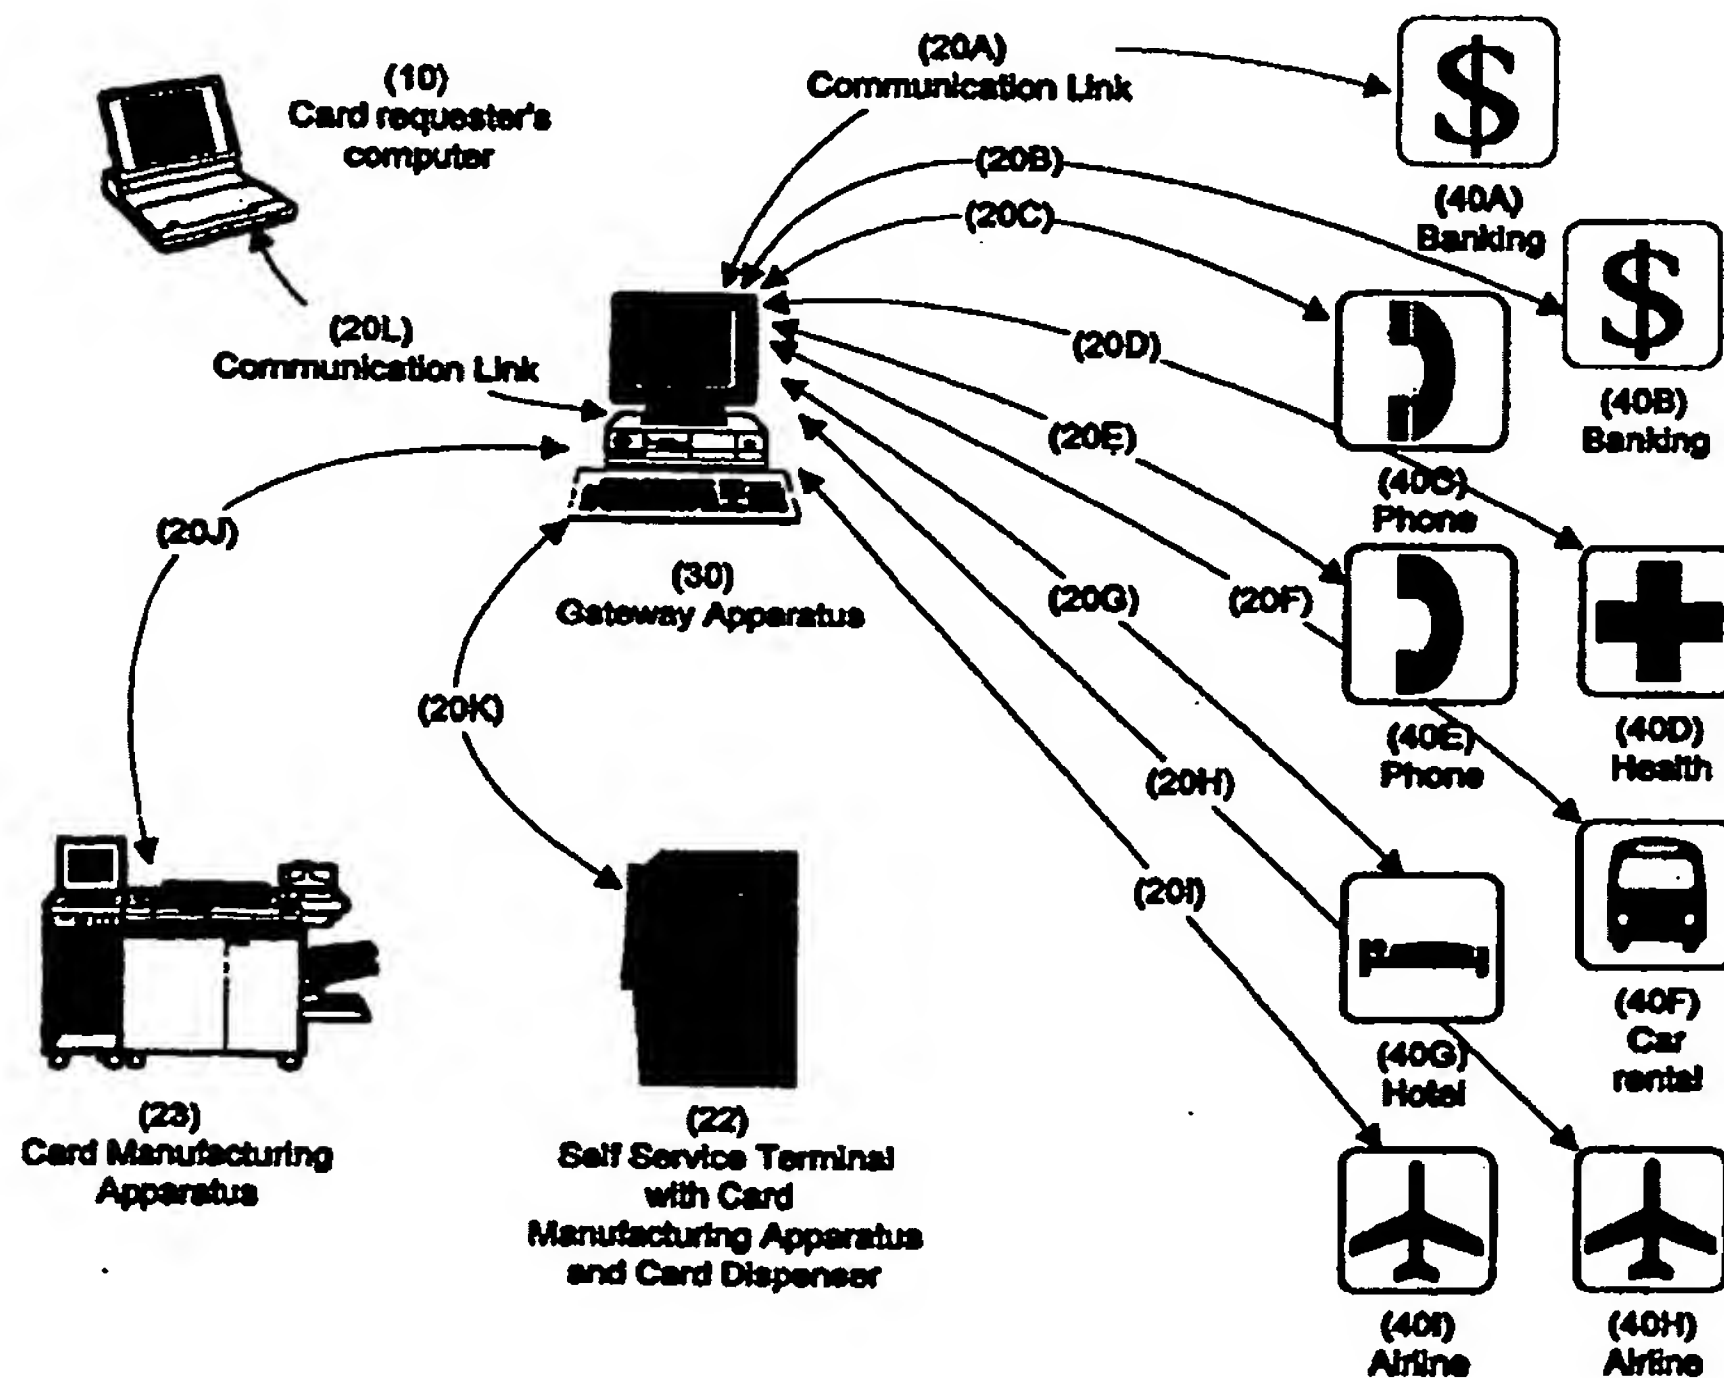 (10)
Card requester's
computer
(20A)
Communication Link
(20B)
(20C)
(40A)
Banking
(20L)
Communication Link
(20D)
(40B)
Banking
(20E)
(40C)
Phone
(20J)
(30)
Gateway Apparatus
(20G)
(20F)
(20K)
(40E)
Phone
(40D)
Health
(20H)
(20I)
(40F)
Car
rental
(40G)
Hotel
(23)
Card Manufacturing
Apparatus
(22)
Self Service Terminal
with Card
Manufacturing Apparatus
and Card Dispenser
(40I)
Airline
(40H)
Airline
$
$